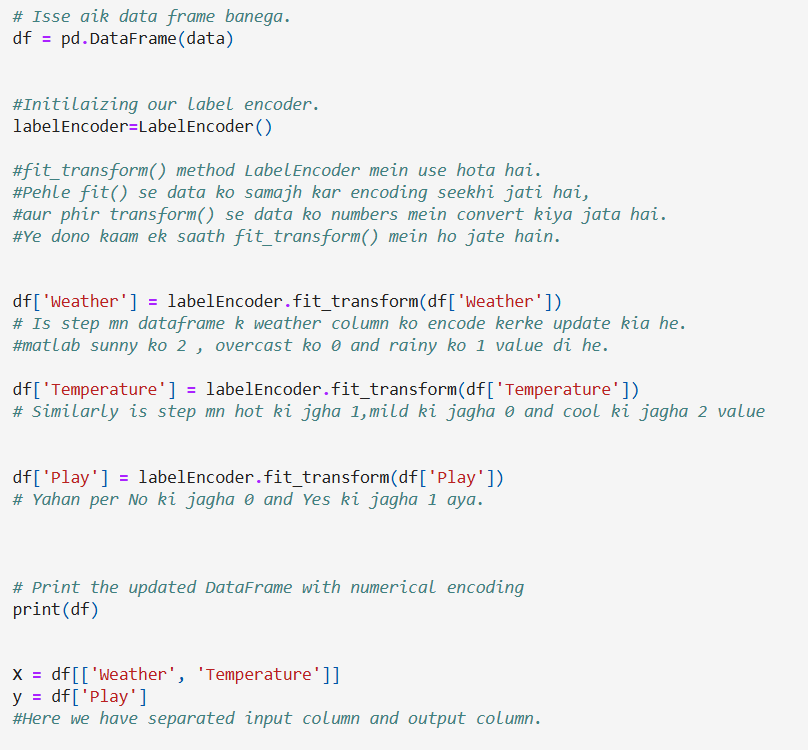 # Isse aik data frame banega.
df = pd.DataFrame(data)
#Initilaizing our label encoder.
labelEncoder=LabelEncoder()
#fit_transform() method LabelEncoder mein use hota hai.
#Pehle fit() se data ko samajh kar encoding seekhi jati hai,
#aur phir transform() se data ko numbers mein convert kiya jata hai.
#Ye dono kaam ek saath fit_transform() mein ho jate hain.
df['Weather'] = labelEncoder.fit_transform(df['Weather'])
# Is step mn dataframe k weather column ko encode kerke update kia he.
#matlab sunny ko 2 , overcast ko 0 and rainy ko 1 value di he.
df['Temperature'] = labelEncoder.fit_transform(df['Temperature'])
# Similarly is step mn hot ki jgha 1,mild ki jagha 0 and cool ki jagha 2 value
df['Play'] = labelEncoder.fit_transform(df['Play'])
# Yahan per No ki jagha 0 and Yes ki jagha 1 aya.
# Print the updated DataFrame with numerical encoding
print(df)
X = df[['Weather', 'Temperature']]
y = df['Play']
#Here we have separated input column and output column.